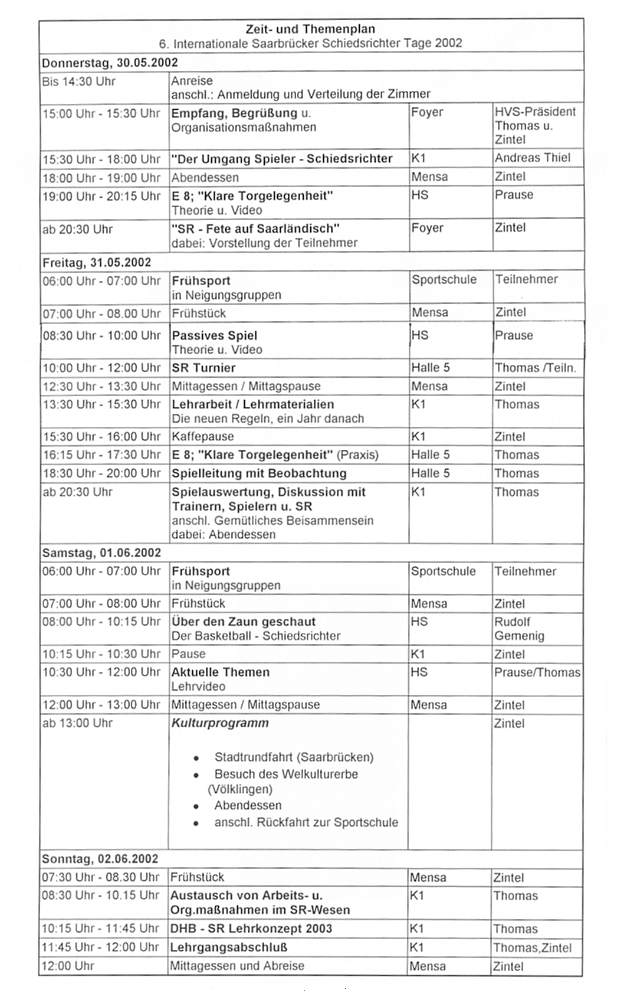 Zeit- und Themenplan
6. Internationale Saarbrücker Schiedsrichter Tage 2002
Donnerstag, 30.05.2002
Bis 14:30 Uhr Anreise
anschl.: Anmeldung und Verteilung der Zimmer
15:00 Uhr - 15:30 Uhr Empfang, Begrüßung u. Foyer HVS-Präsident
Organisationsmaßnahmen Thomas u.
Zintel
15:30 Uhr - 18:00 Uhr "Der Umgang Spieler - Schiedsrichter K1 Andreas Thiel
18:00 Uhr - 19:00 Uhr Abendessen Mensa Zintel
19:00 Uhr - 20:15 Uhr E 8; "Klare Torgelegenheit" HS Prause
Theorie u. Video
ab 20:30 Uhr "SR - Fete auf Saarländisch" Foyer Zintel
dabei: Vorstellung der Teilnehmer
Freitag, 31.05.2002
06:00 Uhr - 07:00 Uhr Frühsport Sportschule Teilnehmer
in Neigungsgruppen
07:00 Uhr - 08.00 Uhr Frühstück Mensa Zintel
08:30 Uhr - 10:00 Uhr Passives Spiel HS Prause
Theorie u. Video
10:00 Uhr - 12:00 Uhr SR Turnier Halle 5 Thomas /Teiln.
12:30 Uhr - 13:30 Uhr Mittagessen / Mittagspause Mensa Zintel
13:30 Uhr - 15:30 Uhr Lehrarbeit / Lehrmaterialien K1 Thomas
Die neuen Regeln, ein Jahr danach
15:30 Uhr - 16:00 Uhr Kaffepause K1 Zintel
16:15 Uhr - 17:30 Uhr E 8; "Klare Torgelegenheit" (Praxis) Halle 5 Thomas
18:30 Uhr - 20:00 Uhr Spielleitung mit Beobachtung Halle 5 Thomas
ab 20:30 Uhr Spielauswertung, Diskussion mit K1 Thomas
Trainern, Spielern u. SR
anschl. Gemütliches Beisammensein
dabei: Abendessen
Samstag, 01.06.2002
06:00 Uhr - 07:00 Uhr Frühsport Sportschule Teilnehmer
in Neigungsgruppen
07:00 Uhr - 08:00 Uhr Frühstück Mensa Zintel
08:00 Uhr - 10:15 Uhr Über den Zaun geschaut HS Rudolf
Der Basketball - Schiedsrichter Gemenig
10:15 Uhr - 10:30 Uhr Pause K1 Zintel
10:30 Uhr - 12:00 Uhr Aktuelle Themen HS Prause/Thomas
Lehrvideo
12:00 Uhr - 13:00 Uhr Mittagessen / Mittagspause Mensa Zintel
ab 13:00 Uhr Kulturprogramm Zintel
• Stadtrundfahrt (Saarbrücken)
• Besuch des Welkulturerbe
(Völklingen)
• Abendessen
• anschl. Rückfahrt zur Sportschule
Sonntag, 02.06.2002
07:30 Uhr - 08.30 Uhr Frühstück Mensa Zintel
08:30 Uhr - 10.15 Uhr Austausch von Arbeits- u. K1 Thomas
Org.maßnahmen im SR-Wesen
10:15 Uhr - 11:45 Uhr DHB - SR Lehrkonzept 2003 K1 Thomas
11:45 Uhr - 12:00 Uhr Lehrgangsabschluß K1 Thomas,Zintel
12:00 Uhr Mittagessen und Abreise Mensa Zintel